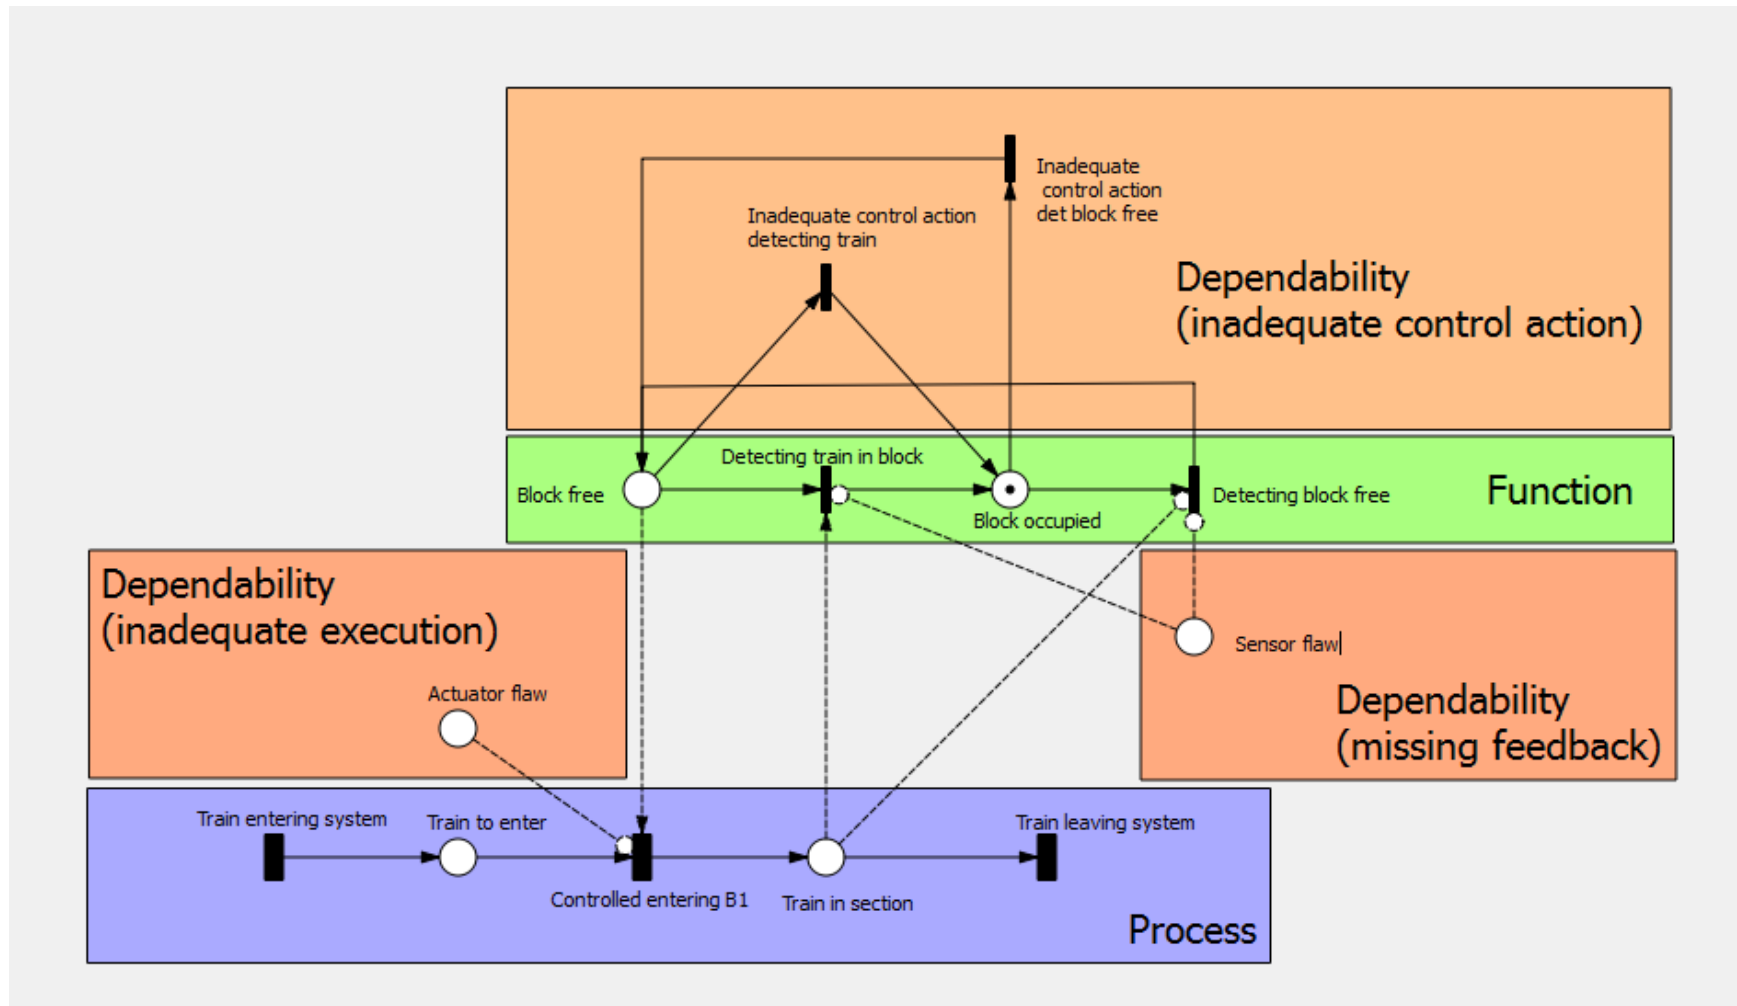 Inadequate
control action
det block free
Inadequate control action
detecting train
Dependability
(inadequate control action)
Detecting train in block
Block free
Block occupied
Detecting block free
Function
Dependability
(inadequate execution)
Actuator flaw
Sensor flaw
Dependability
(missing feedback)
Train entering system
Train to enter
Controlled entering B1
Train in section
Train leaving system
Process